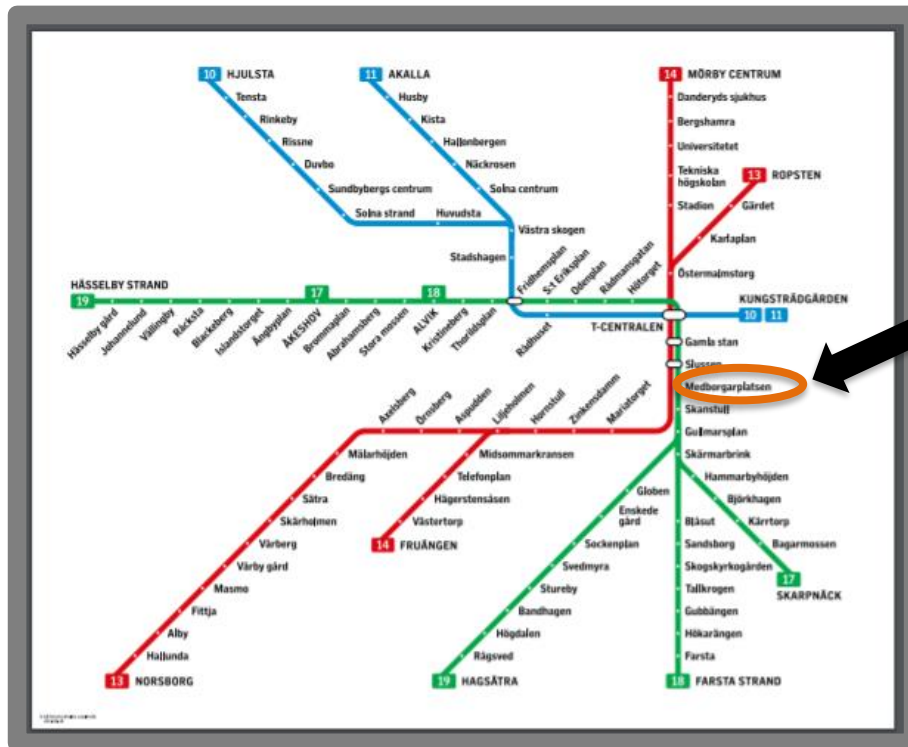 10 HJULSTA
Tensta
Rinkeby
Rissne
Duvbo
Sundbybergs centrum
Solna strand
Huvudsta
11 AKALLA
Husby
Kista
Hallonbergen
Näckrosen
Solna centrum
Västra skogen
Stadshagen
14 MÖRBY CENTRUM
Danderyds sjukhus
Bergshamra
Universitetet
Tekniska
högskolan
Stadion
13 ROPSTEN
Gärdet
Karlaplan
Östermalmstorg
KUNGSTRÄDGÅRDEN
10 11
HÄSSELBY STRAND
19
Hässelby gård
Johannelund
Vällingby
Råcksta
Blackeberg
Islandstorget
Ängbyplan
17
ÅKESHOV
Brommaplan
Abrahamsberg
Stora mossen
18
ALVIK
Kristineberg
Thorildsplan
Fridhemsplan
S:t Eriksplan
Odenplan
Rådmansgatan
Hötorget
Rådhuset
T-CENTRALEN
Gamla stan
Slussen
Medborgarplatsen
Skanstull
Gullmarsplan
Skärmarbrink
Axelsberg
Örnsberg
Aspudden
Liljeholmen
Hornstull
Zinkensdamm
Mariatorget
Mälarhöjden
Bredäng
Sätra
Skärholmen
Vårberg
Vårby gård
Masmo
Fittja
Alby
Hallunda
13 NORSBORG
Midsommarkransen
Telefonplan
Hägerstensåsen
Västertorp
14 FRUÄNGEN
Globen
Enskede
gård
Sockenplan
Svedmyra
Stureby
Bandhagen
Högdalen
Rågsved
19 HAGSÄTRA
Hammarbyhöjden
Björkhagen
Kärrtorp
Bagarmossen
17
SKARPNÄCK
Blåsut
Sandsborg
Skogskyrkogården
Tallkrogen
Gubbängen
Hökarängen
Farsta
18 FARSTA STRAND